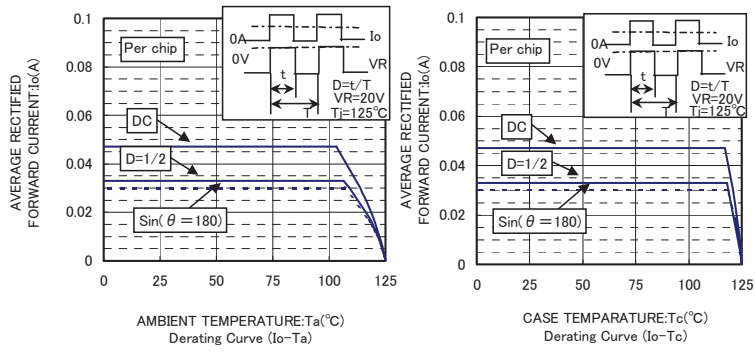 AVERAGE RECTIFIED
FORWARD CURRENT:Io(A)
0.1
0.08
0.06
0.04
0.02
0
Per chip
0A
0V
Io
VR
t
T
D=t/T
VR=20V
Tj=125°C
DC
D=1/2
Sin(θ=180)
0 25 50 75 100 125
AMBIENT TEMPERATURE:Ta(°C)
Derating Curve (Io-Ta)
AVERAGE RECTIFIED
FORWARD CURRENT:Io(A)
0.1
0.08
0.06
0.04
0.02
0
Per chip
0A
0V
Io
VR
t
T
D=t/T
VR=20V
Tj=125°C
DC
D=1/2
Sin(θ=180)
0 25 50 75 100 125
CASE TEMPARATURE:Tc(°C)
Derating Curve (Io-Tc)